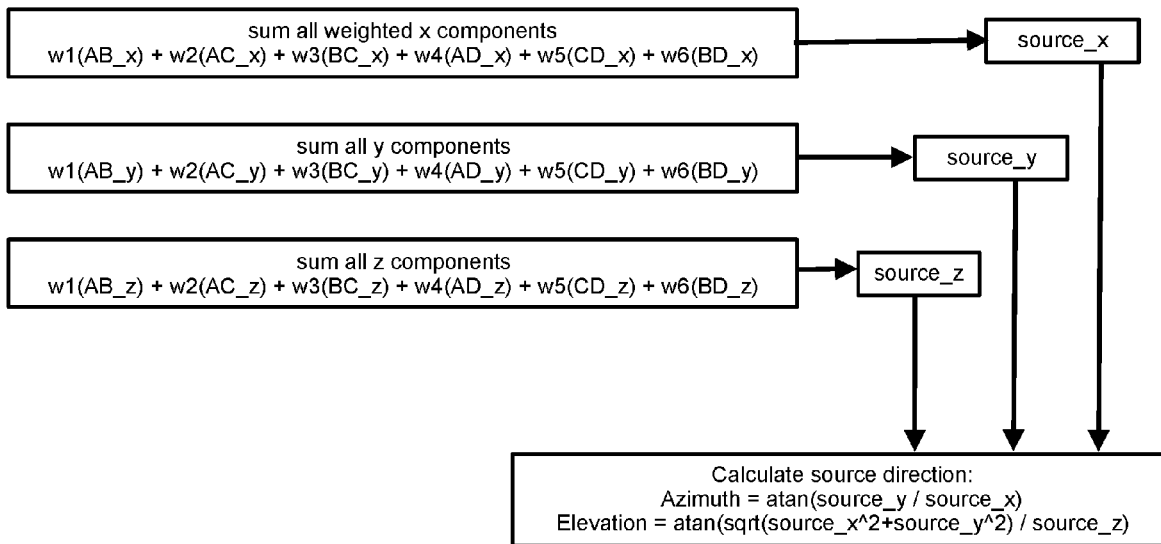 sum all weighted x components
w1(AB_x) + w2(AC_x) + w3(BC_x) + w4(AD_x) + w5(CD_x) + w6(BD_x)
source_x
sum all y components
w1(AB_y) + w2(AC_y) + w3(BC_y) + w4(AD_y) + w5(CD_y) + w6(BD_y)
source_y
sum all z components
w1(AB_z) + w2(AC_z) + w3(BC_z) + w4(AD_z) + w5(CD_z) + w6(BD_z)
source_z
Calculate source direction:
Azimuth = atan(source_y / source_x)
Elevation = atan(sqrt(source_x^2+source_y^2) / source_z)